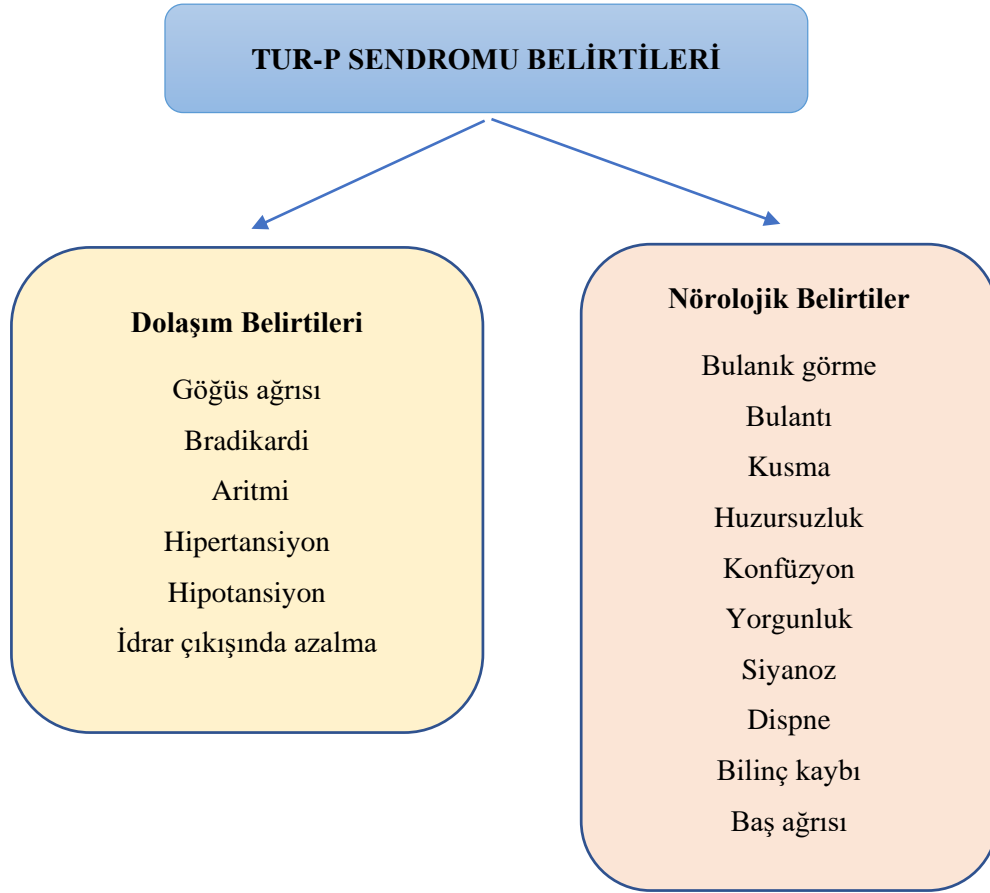 TUR-P SENDROMU BELİRTİLERİ
Dolaşım Belirtileri
Göğüs ağrısı
Bradikardi
Aritmi
Hipertansiyon
Hipotansiyon
İdrar çıkışında azalma
Nörolojik Belirtiler
Bulanık görme
Bulantı
Kusma
Huzursuzluk
Konfüzyon
Yorgunluk
Siyanoz
Dispne
Bilinç kaybı
Baş ağrısı